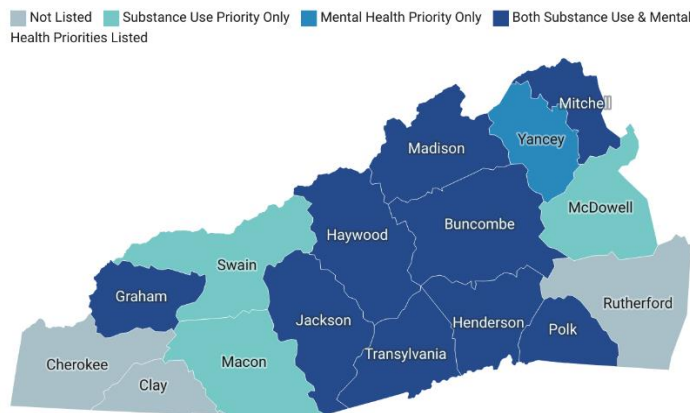 Not Listed Substance Use Priority Only Mental Health Priority Only Both Substance Use & Mental
Health Priorities Listed
Mitchell
Yancey
Madison
McDowell
Buncombe
Haywood
Swain
Graham
Rutherford
Jackson
Henderson
Polk
Transylvania
Macon
Cherokee
Clay